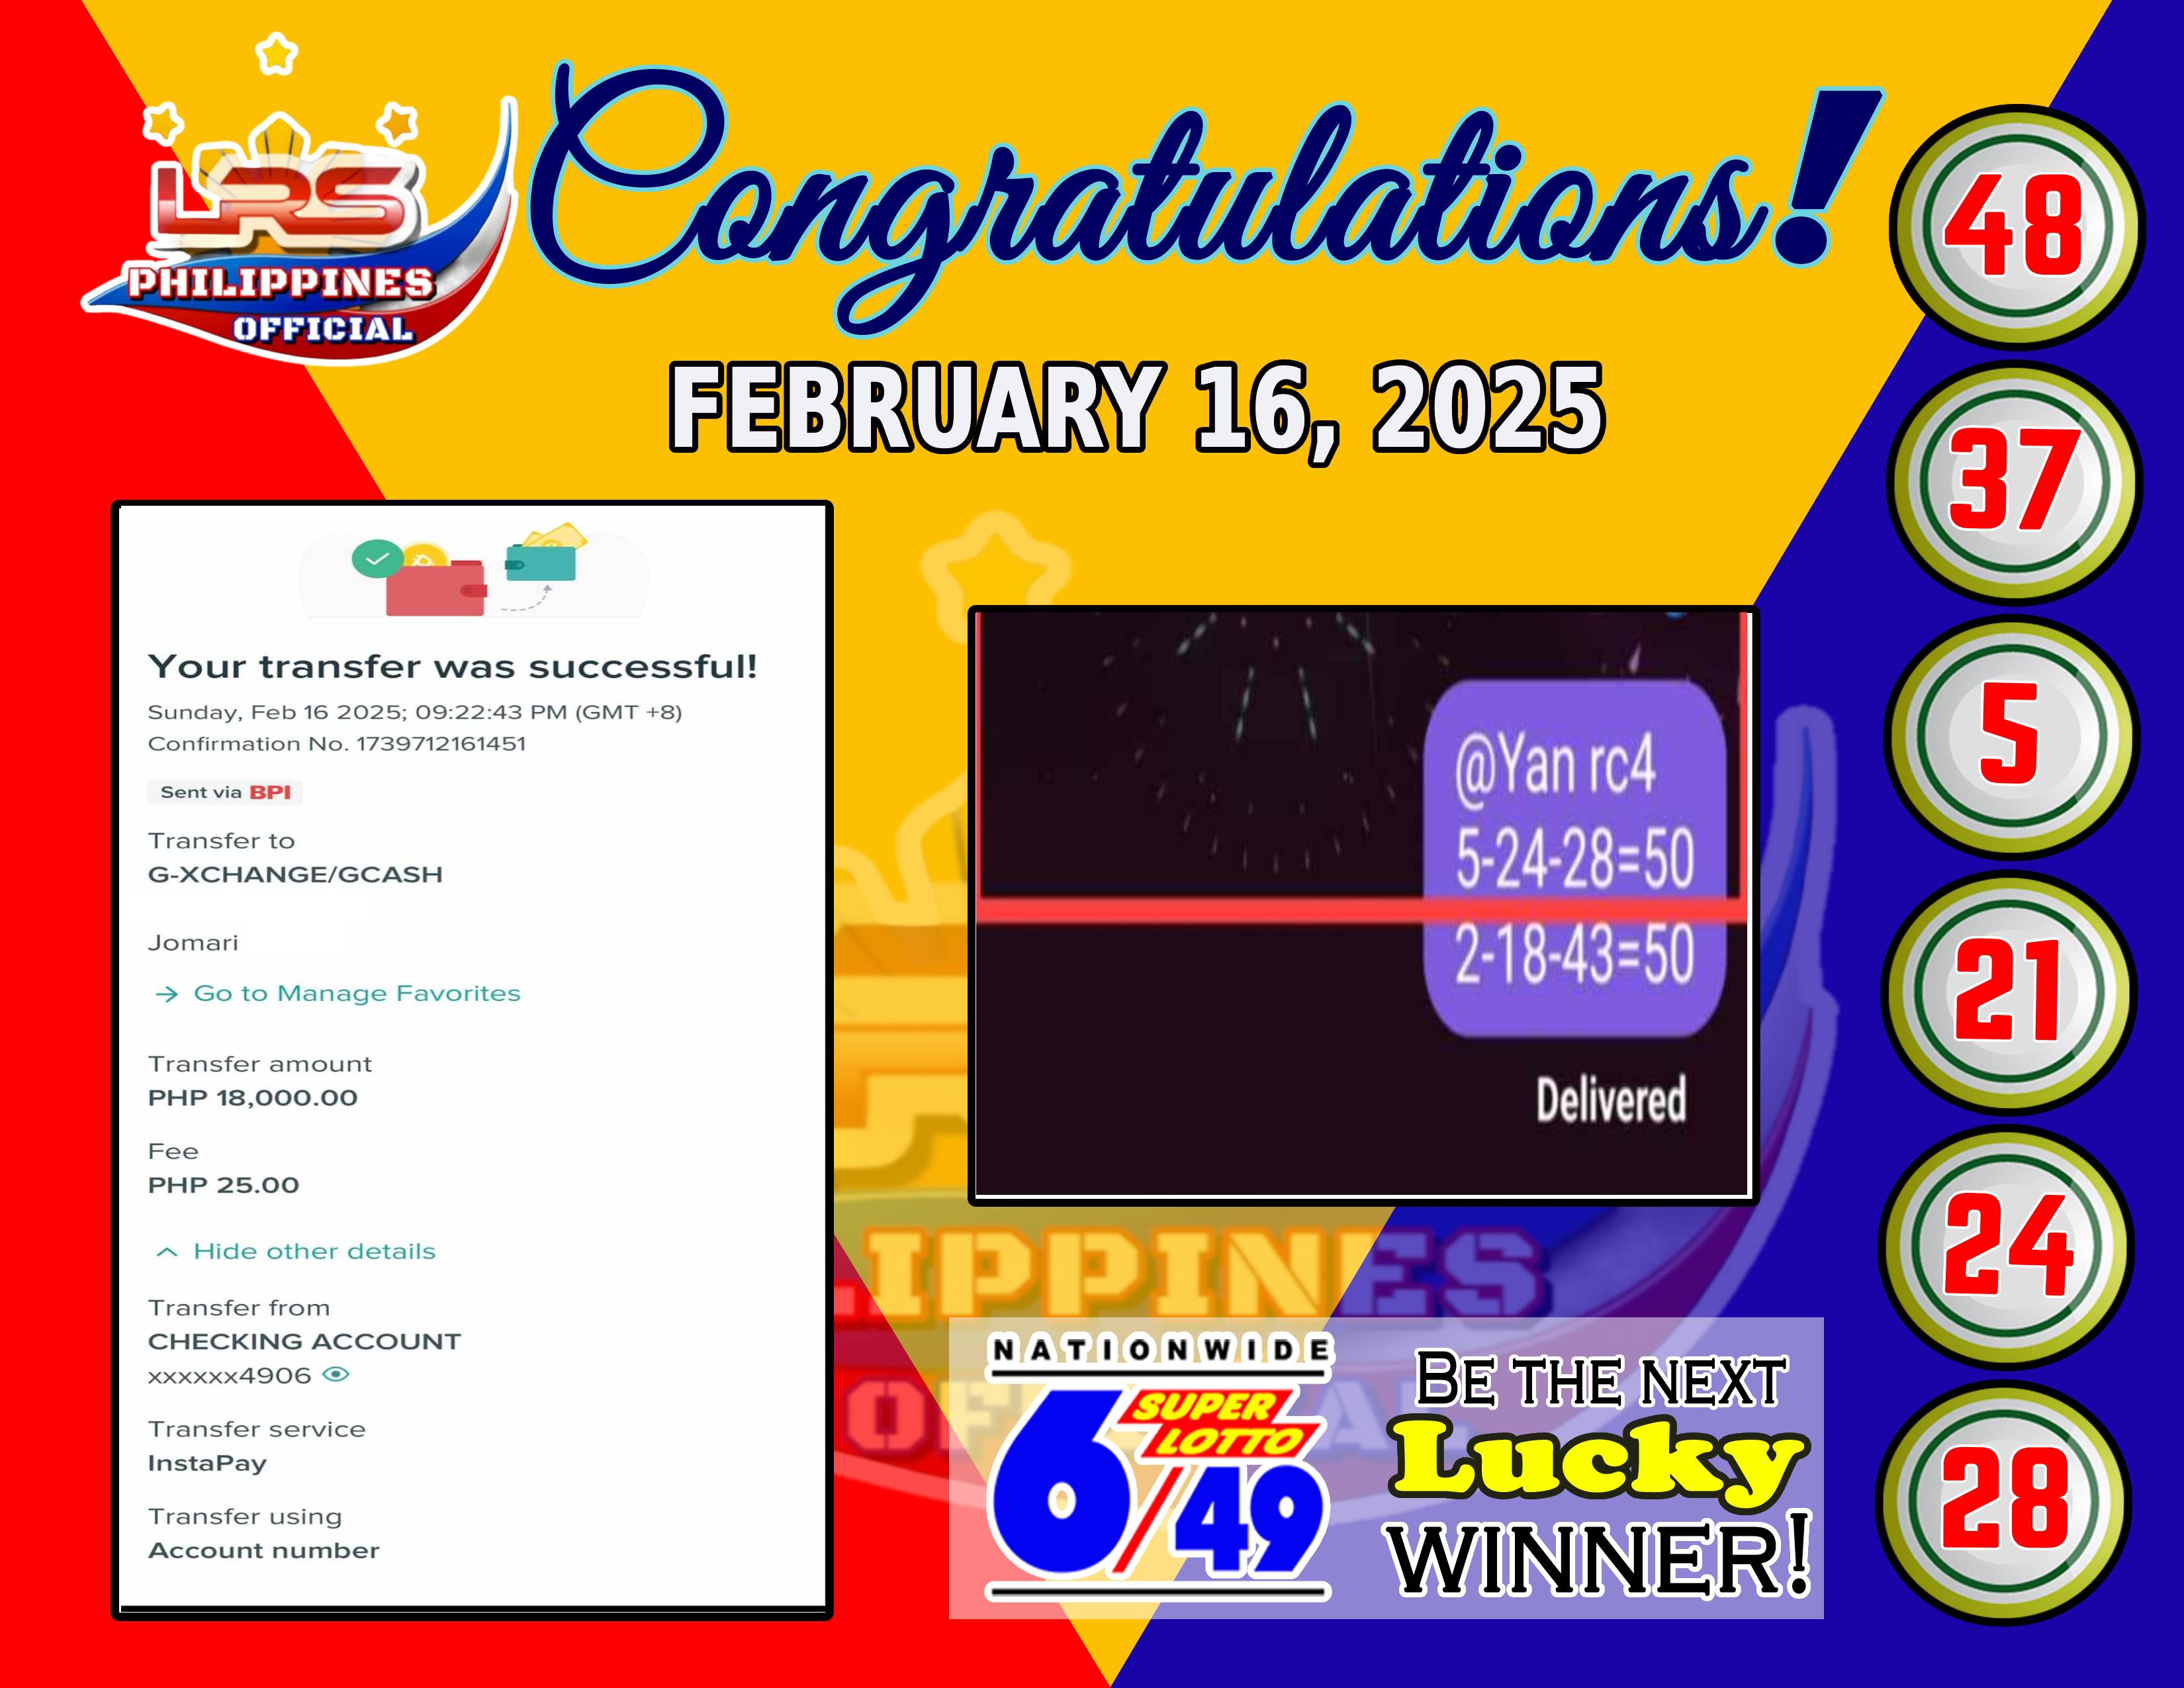 LRS
PHILIPPINES
OFFICIAL
Congratulations!
FEBRUARY 16, 2025
Your transfer was successful!
Sunday, Feb 16 2025; 09:22:43 PM (GMT +8)
Confirmation No. 1739712161451
Sent via BPI
Transfer to
G-XCHANGE/GCASH
Jomari
→ Go to Manage Favorites
Transfer amount
PHP 18,000.00
Fee
PHP 25.00
Hide other details
Transfer from
CHECKING ACCOUNT
xxxxxx4906
Transfer service
InstaPay
Transfer using
Account number
@Yan rc4
5-24-28=50
2-18-43=50
Delivered
LIPPINES
NATIONWIDE
SUPER
LOTTO
6/49
BE THE NEXT
Lucky
WINNER!
48
37
5
21
24
28